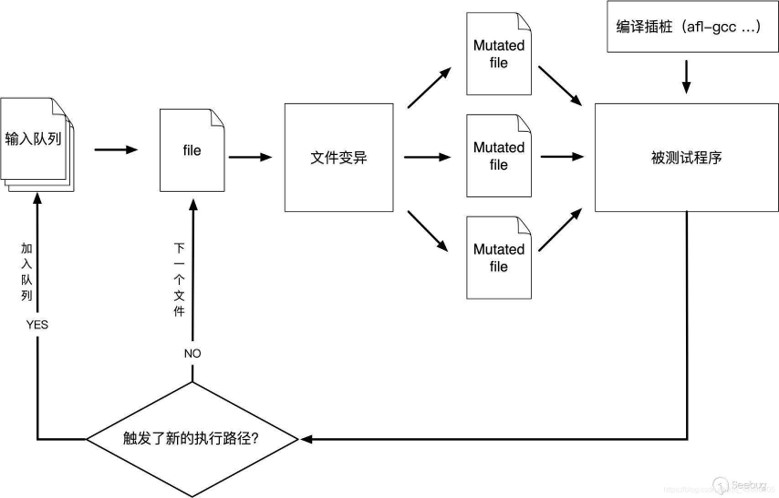 编译插桩（afl-gcc ...）
Mutated
file
输入队列
file
文件变异
Mutated
file
被测试程序
Mutated
file
加入队列
YES
下一个文件
NO
触发了新的执行路径?
Seebug